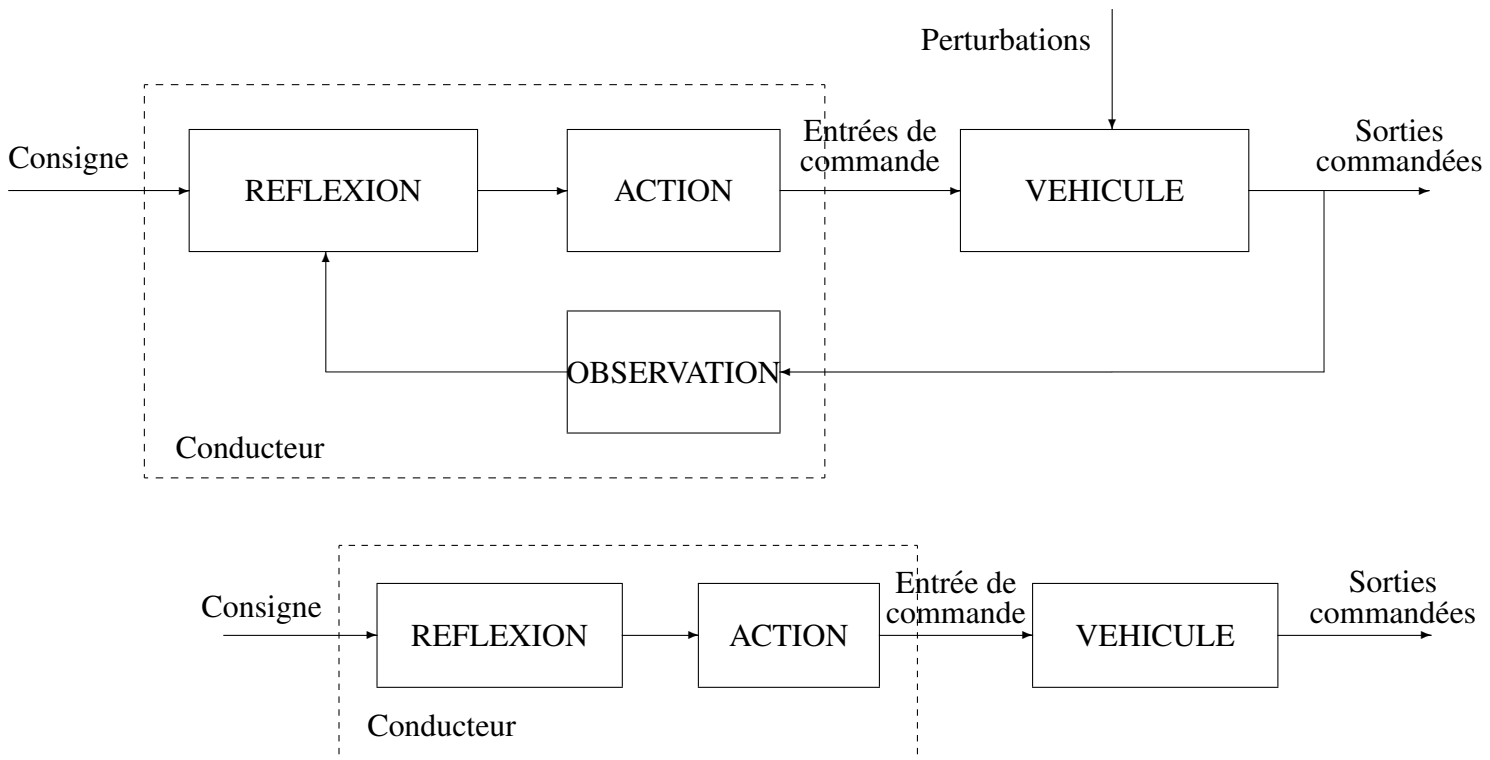 Perturbations
Consigne
REFLEXION
ACTION
Entrées de
commande
VEHICULE
Sorties
commandées
OBSERVATION
Conducteur
Consigne
REFLEXION
ACTION
Entrée de
commande
VEHICULE
Sorties
commandées
Conducteur